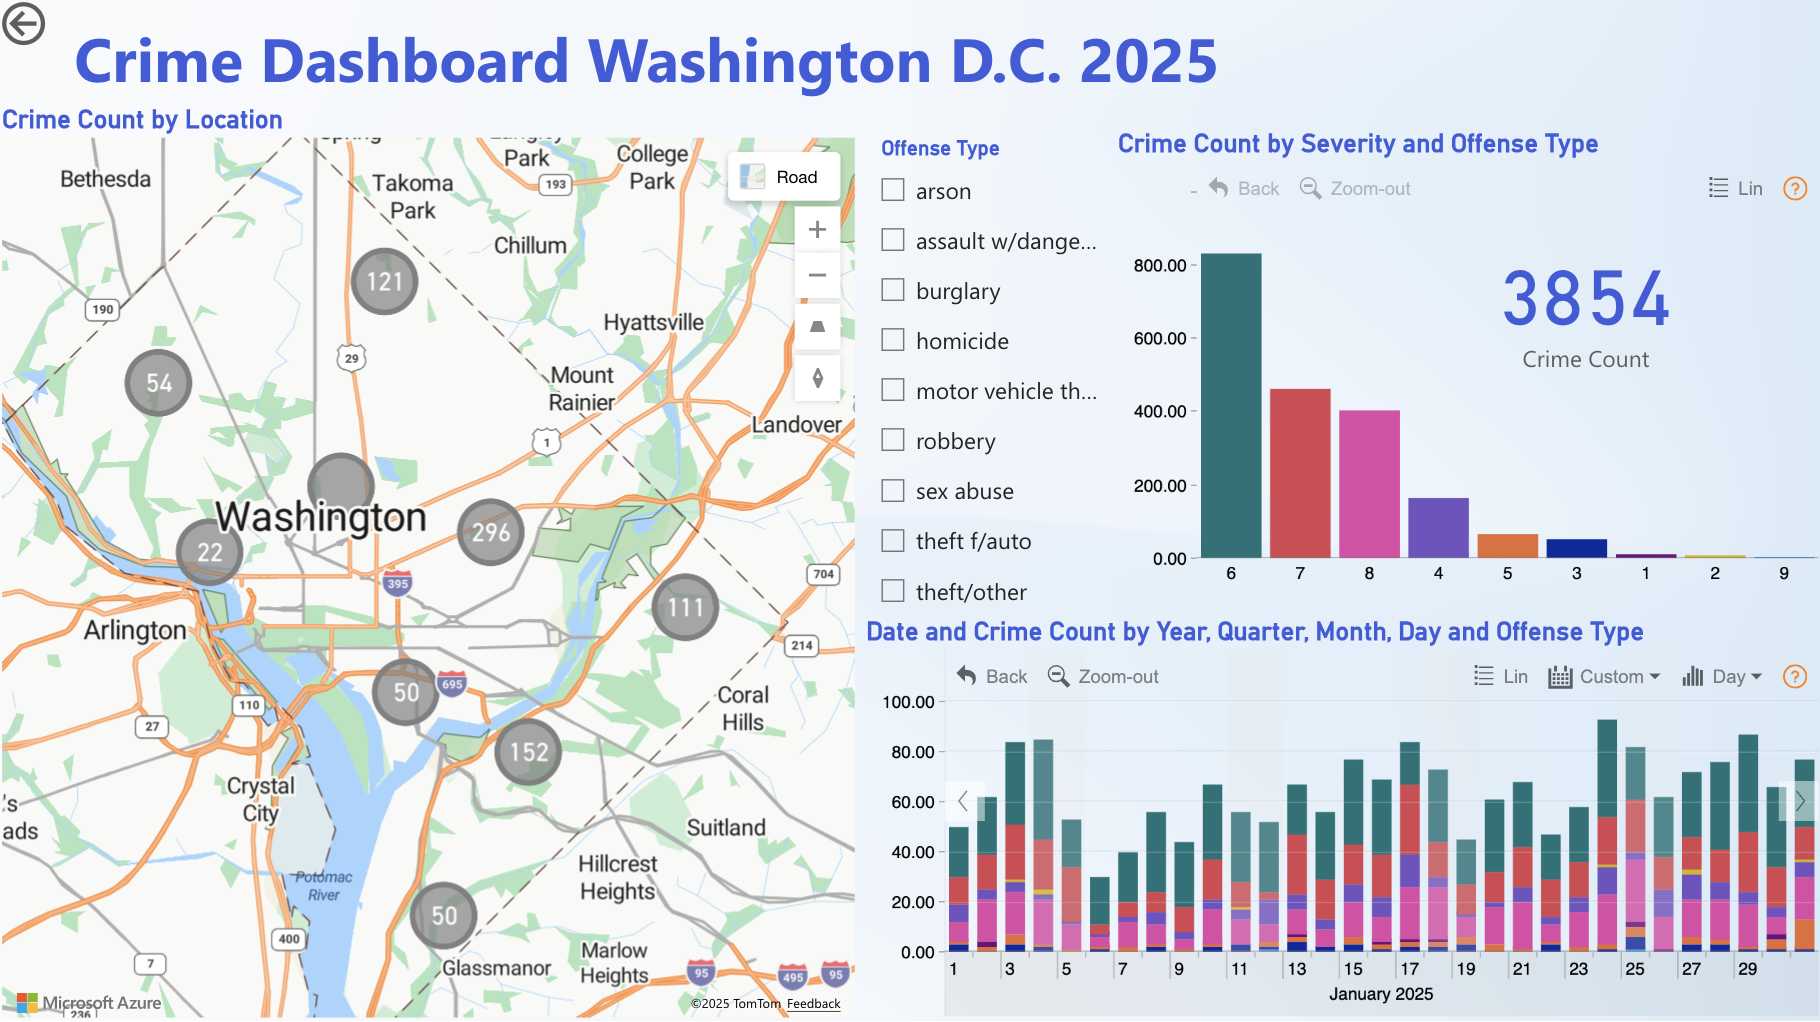 Crime Dashboard Washington D.C. 2025
Crime Count by Location
Spring
Bethesda
Takoma
Park
Langley
Park
College
Park
193
Road
Chillum
121
190
Hyattsville
29
54
Mount
Rainier
1
Landover
Washington
296
22
395
704
111
Arlington
214
50
695
110
27
Coral
Hills
152
Crystal
City
's
ads
Suitland
Potomac
River
Hillcrest
Heights
50
400
7
Glassmanor
Marlow
Heights
95
495
95
Microsoft Azure
236
©2025 TomTom Feedback
Offense Type
arson
assault w/dange...
burglary
homicide
motor vehicle th...
robbery
sex abuse
theft f/auto
theft/other
Crime Count by Severity and Offense Type
- Back Zoom-out Lin ?
800.00
600.00
400.00
200.00
0.00
3854
Crime Count
6 7 8 4 5 3 1 2 9
Date and Crime Count by Year, Quarter, Month, Day and Offense Type
Back Zoom-out Lin Custom Day ?
100.00
80.00
60.00
40.00
20.00
0.00
1 3 5 7 9 11 13 15 17 19 21 23 25 27 29
January 2025